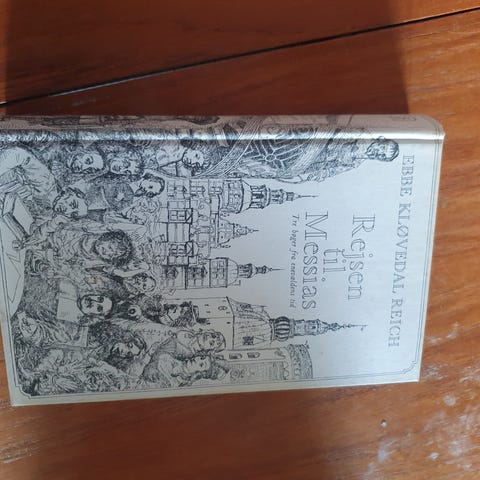 EBBE KLØVEDAL REICH
Rejsen
til
Messias
Tre bøger fra enevældens tid